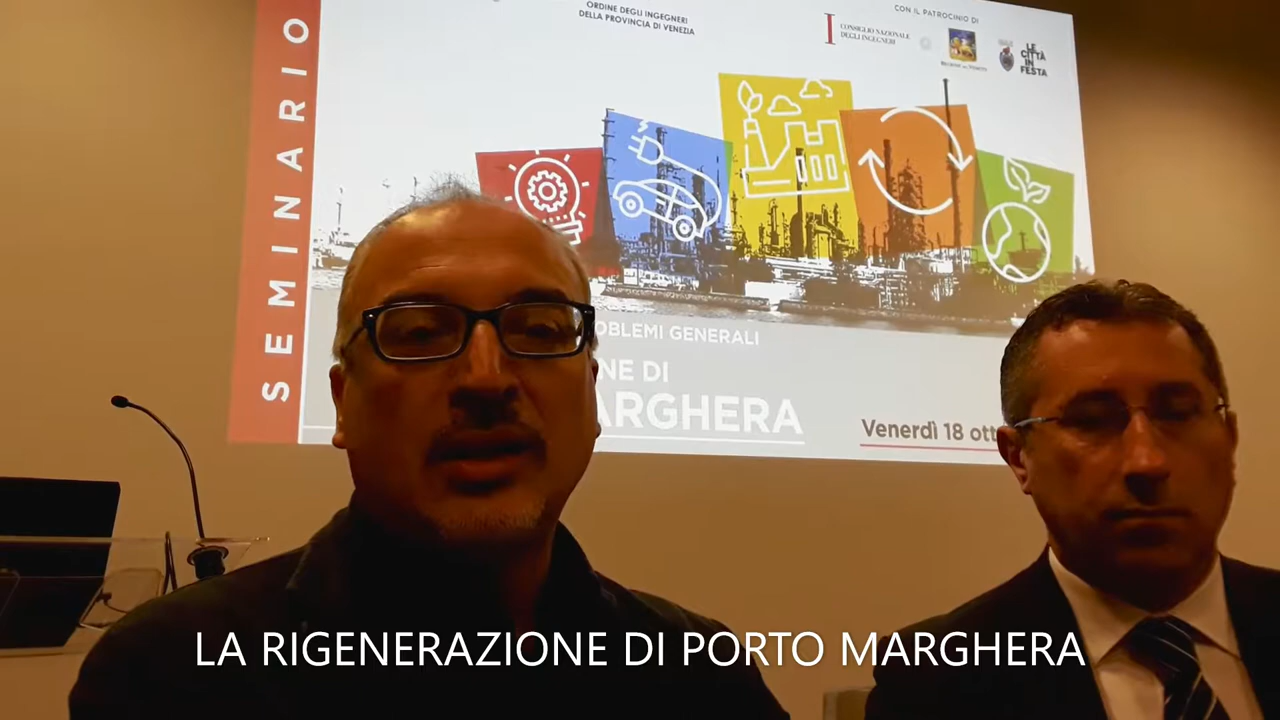 SEMINARIO
ORDINE DEGLI INGEGNERI
DELLA PROVINCIA DI VENEZIA
CON IL PATROCINIO DI
CONSIGLIO NAZIONALE
DEGLI INGEGNERI
LE
CITTÀ
IN
FESTA
OBLEMI GENERALI
NE DI
ARGHERA
Venerdì 18 ott
LA RIGENERAZIONE DI PORTO MARGHERA